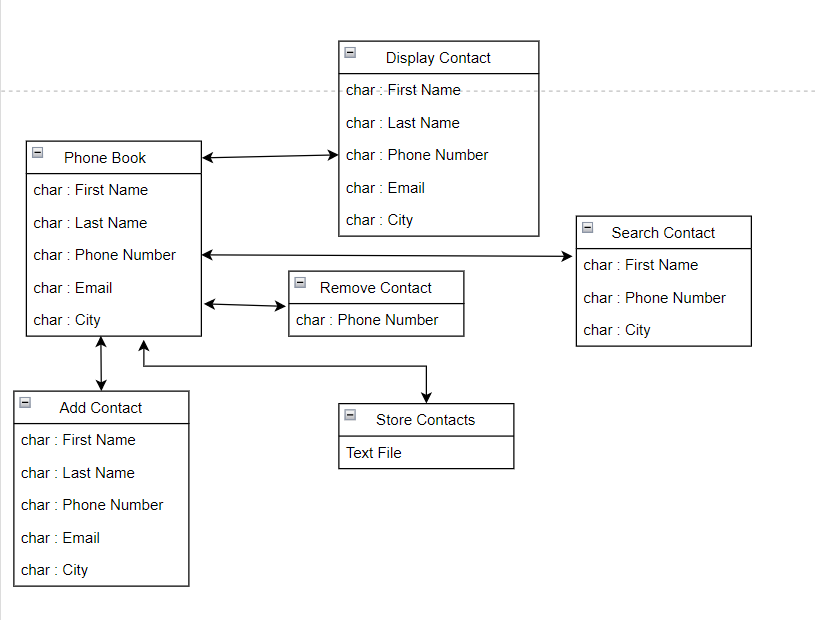 Display Contact
char : First Name
char : Last Name
char : Phone Number
char : Email
char : City
Phone Book
char : First Name
char : Last Name
char : Phone Number
char : Email
char : City
Search Contact
char : First Name
char : Phone Number
char : City
Remove Contact
char : Phone Number
Add Contact
char : First Name
char : Last Name
char : Phone Number
char : Email
char : City
Store Contacts
Text File